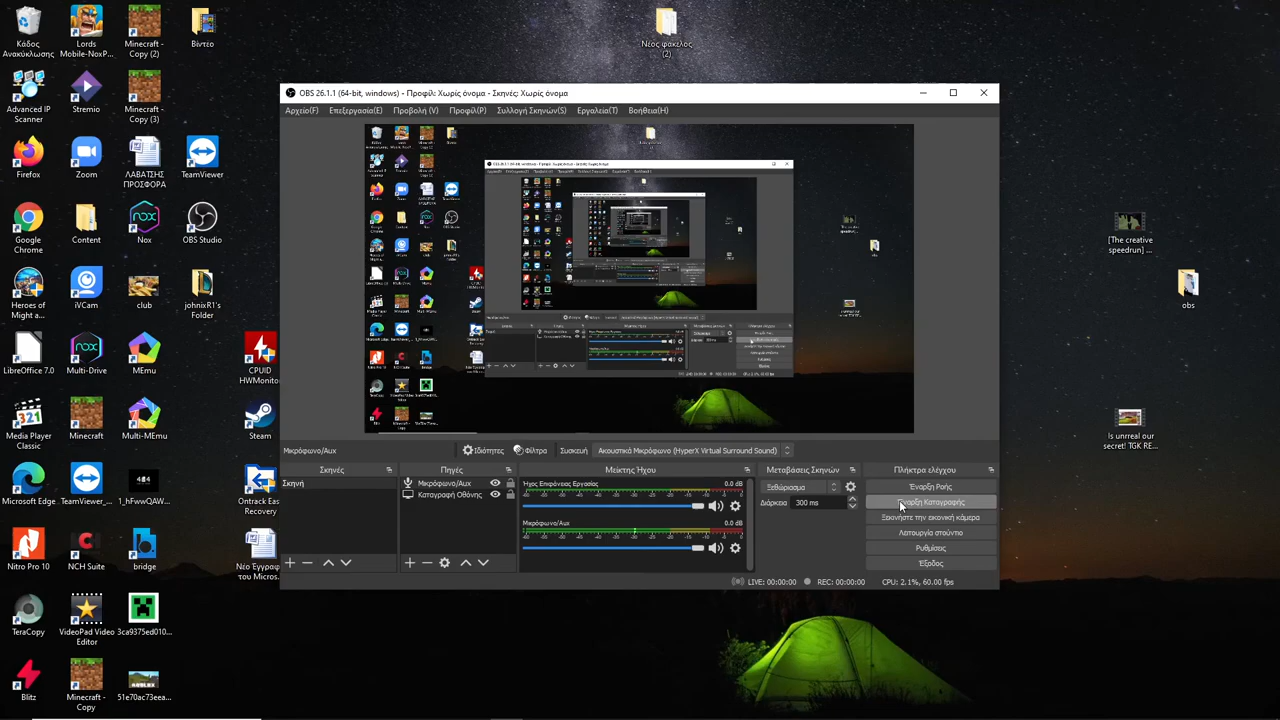 Κάδος
Ανακύκλωσης
Lords
Mobile-NoxP...
Minecraft -
Copy (2)
Βίντεο
Νέος φάκελος
(2)
Advanced IP
Scanner
Stremio
Minecraft -
Copy (3)
Firefox
Zoom
ΛΑΒΑΤΣΗΣ
ΠΡΟΣΦΟΡΑ
TeamViewer
Google
Chrome
Content
Nox
OBS Studio
Heroes of
Might a...
iVCam
club
johnixR1's
Folder
LibreOffice 7.0
Multi-Drive
MEmu
CPUID
HWMonitor
Media Player
Classic
Minecraft
Multi-MEmu
Steam
Microsoft Edge
TeamViewer_...
1_hFwwQAW...
Ontrack Easy
Recovery
Nitro Pro 10
NCH Suite
bridge
Νέο Έγγραφο
του Micros...
TeraCopy
VideoPad Video
Editor
3ca9375ed010...
Blitz
Minecraft -
Copy
51e70ac73eea...
[The creative
speedrun] ...
obs
Is unrreal our
secret! TGK RE...
OBS 26.1.1 (64-bit, windows) - Προφίλ: Χωρίς όνομα - Σκηνές: Χωρίς όνομα
Αρχείο(F) Επεξεργασία(E) Προβολή (V) Προφίλ(P) Συλλογή Σκηνών(S) Εργαλεία(T) Βοήθεια(H)
Μικρόφωνο/Aux Ιδιότητες Φίλτρα Συσκευή Ακουστικά Μικρόφωνο (HyperX Virtual Surround Sound)
Σκηνές
Σκηνή
Πηγές
Μικρόφωνο/Aux
Καταγραφή Οθόνης
Μείκτης Ήχου
Ήχος Επιφάνειας Εργασίας 0.0 dB
Μικρόφωνο/Aux 0.0 dB
Μεταβάσεις Σκηνών
Ξεθώριασμα
Διάρκεια 300 ms
Πλήκτρα ελέγχου
Έναρξη Ροής
Έναρξη Καταγραφής
Ξεκινήστε την εικονική κάμερα
Λειτουργία στούντιο
Ρυθμίσεις
Έξοδος
LIVE: 00:00:00 REC: 00:00:00 CPU: 2.1%, 60.00 fps